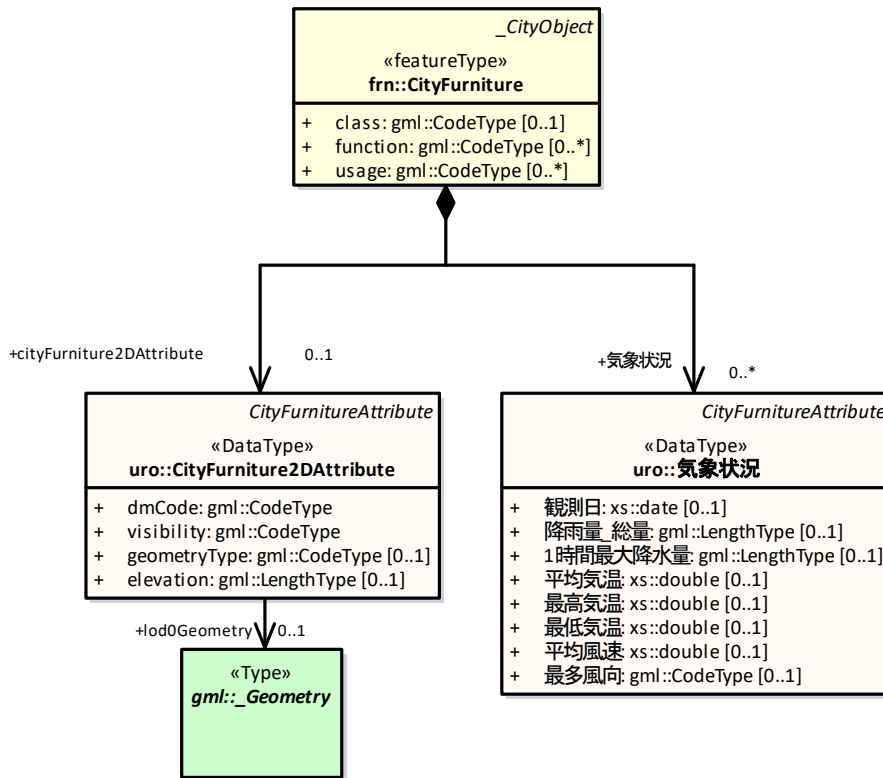 _CityObject
«featureType»
frn::CityFurniture
+ class: gml::CodeType [0..1]
+ function: gml::CodeType [0..*]
+ usage: gml::CodeType [0..*]
+cityFurniture2DAttribute
0..1
+気象状況
0..*
CityFurnitureAttribute
«DataType»
uro::CityFurniture2DAttribute
+ dmCode: gml::CodeType
+ visibility: gml::CodeType
+ geometryType: gml::CodeType [0..1]
+ elevation: gml::LengthType [0..1]
CityFurnitureAttribute
«DataType»
uro::気象状況
+ 観測日: xs::date [0..1]
+ 降雨量_総量: gml::LengthType [0..1]
+ 1時間最大降水量: gml::LengthType [0..1]
+ 平均気温: xs::double [0..1]
+ 最高気温: xs::double [0..1]
+ 最低気温: xs::double [0..1]
+ 平均風速: xs::double [0..1]
+ 最多風向: gml::CodeType [0..1]
+lod0Geometry
0..1
«Type»
gml::_Geometry